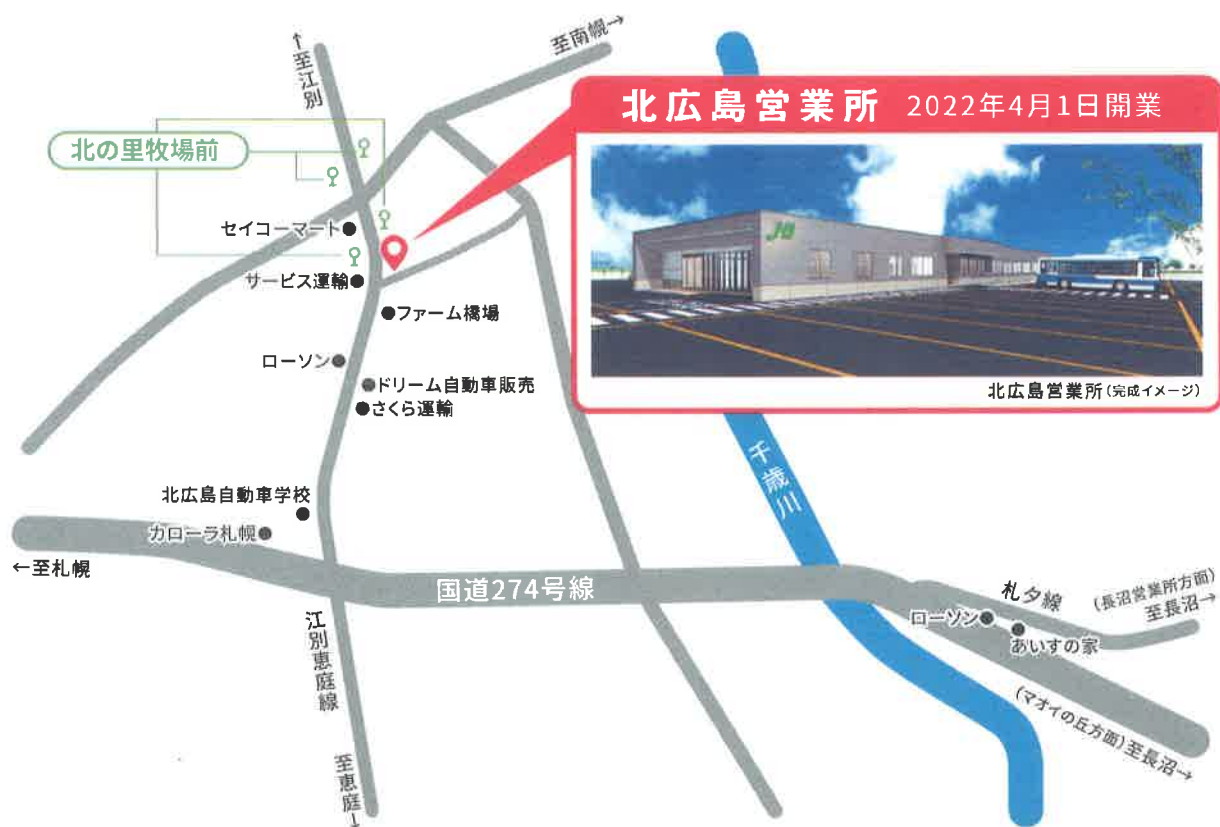 ↑至江別
至南幌→
北広島営業所 2022年4月1日開業
北の里牧場前
セイコーマート
サービス運輸
ファーム橋場
ローソン
ドリーム自動車販売
さくら運輸
JB
北広島営業所(完成イメージ)
千歳川
北広島自動車学校
カローラ札幌
←至札幌
国道274号線
江別恵庭線
至恵庭→
札夕線
(長沼営業所方面)
至長沼→
ローソン
あいすの家
(マオイの丘方面)至長沼→